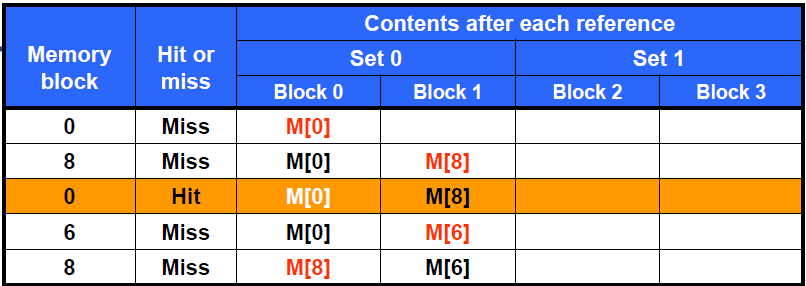 Contents after each reference
Memory block Hit or miss Set 0 Set 1
Block 0 Block 1 Block 2 Block 3
0 Miss M[0]
8 Miss M[0] M[8]
0 Hit M[0] M[8]
6 Miss M[0] M[6]
8 Miss M[8] M[6]